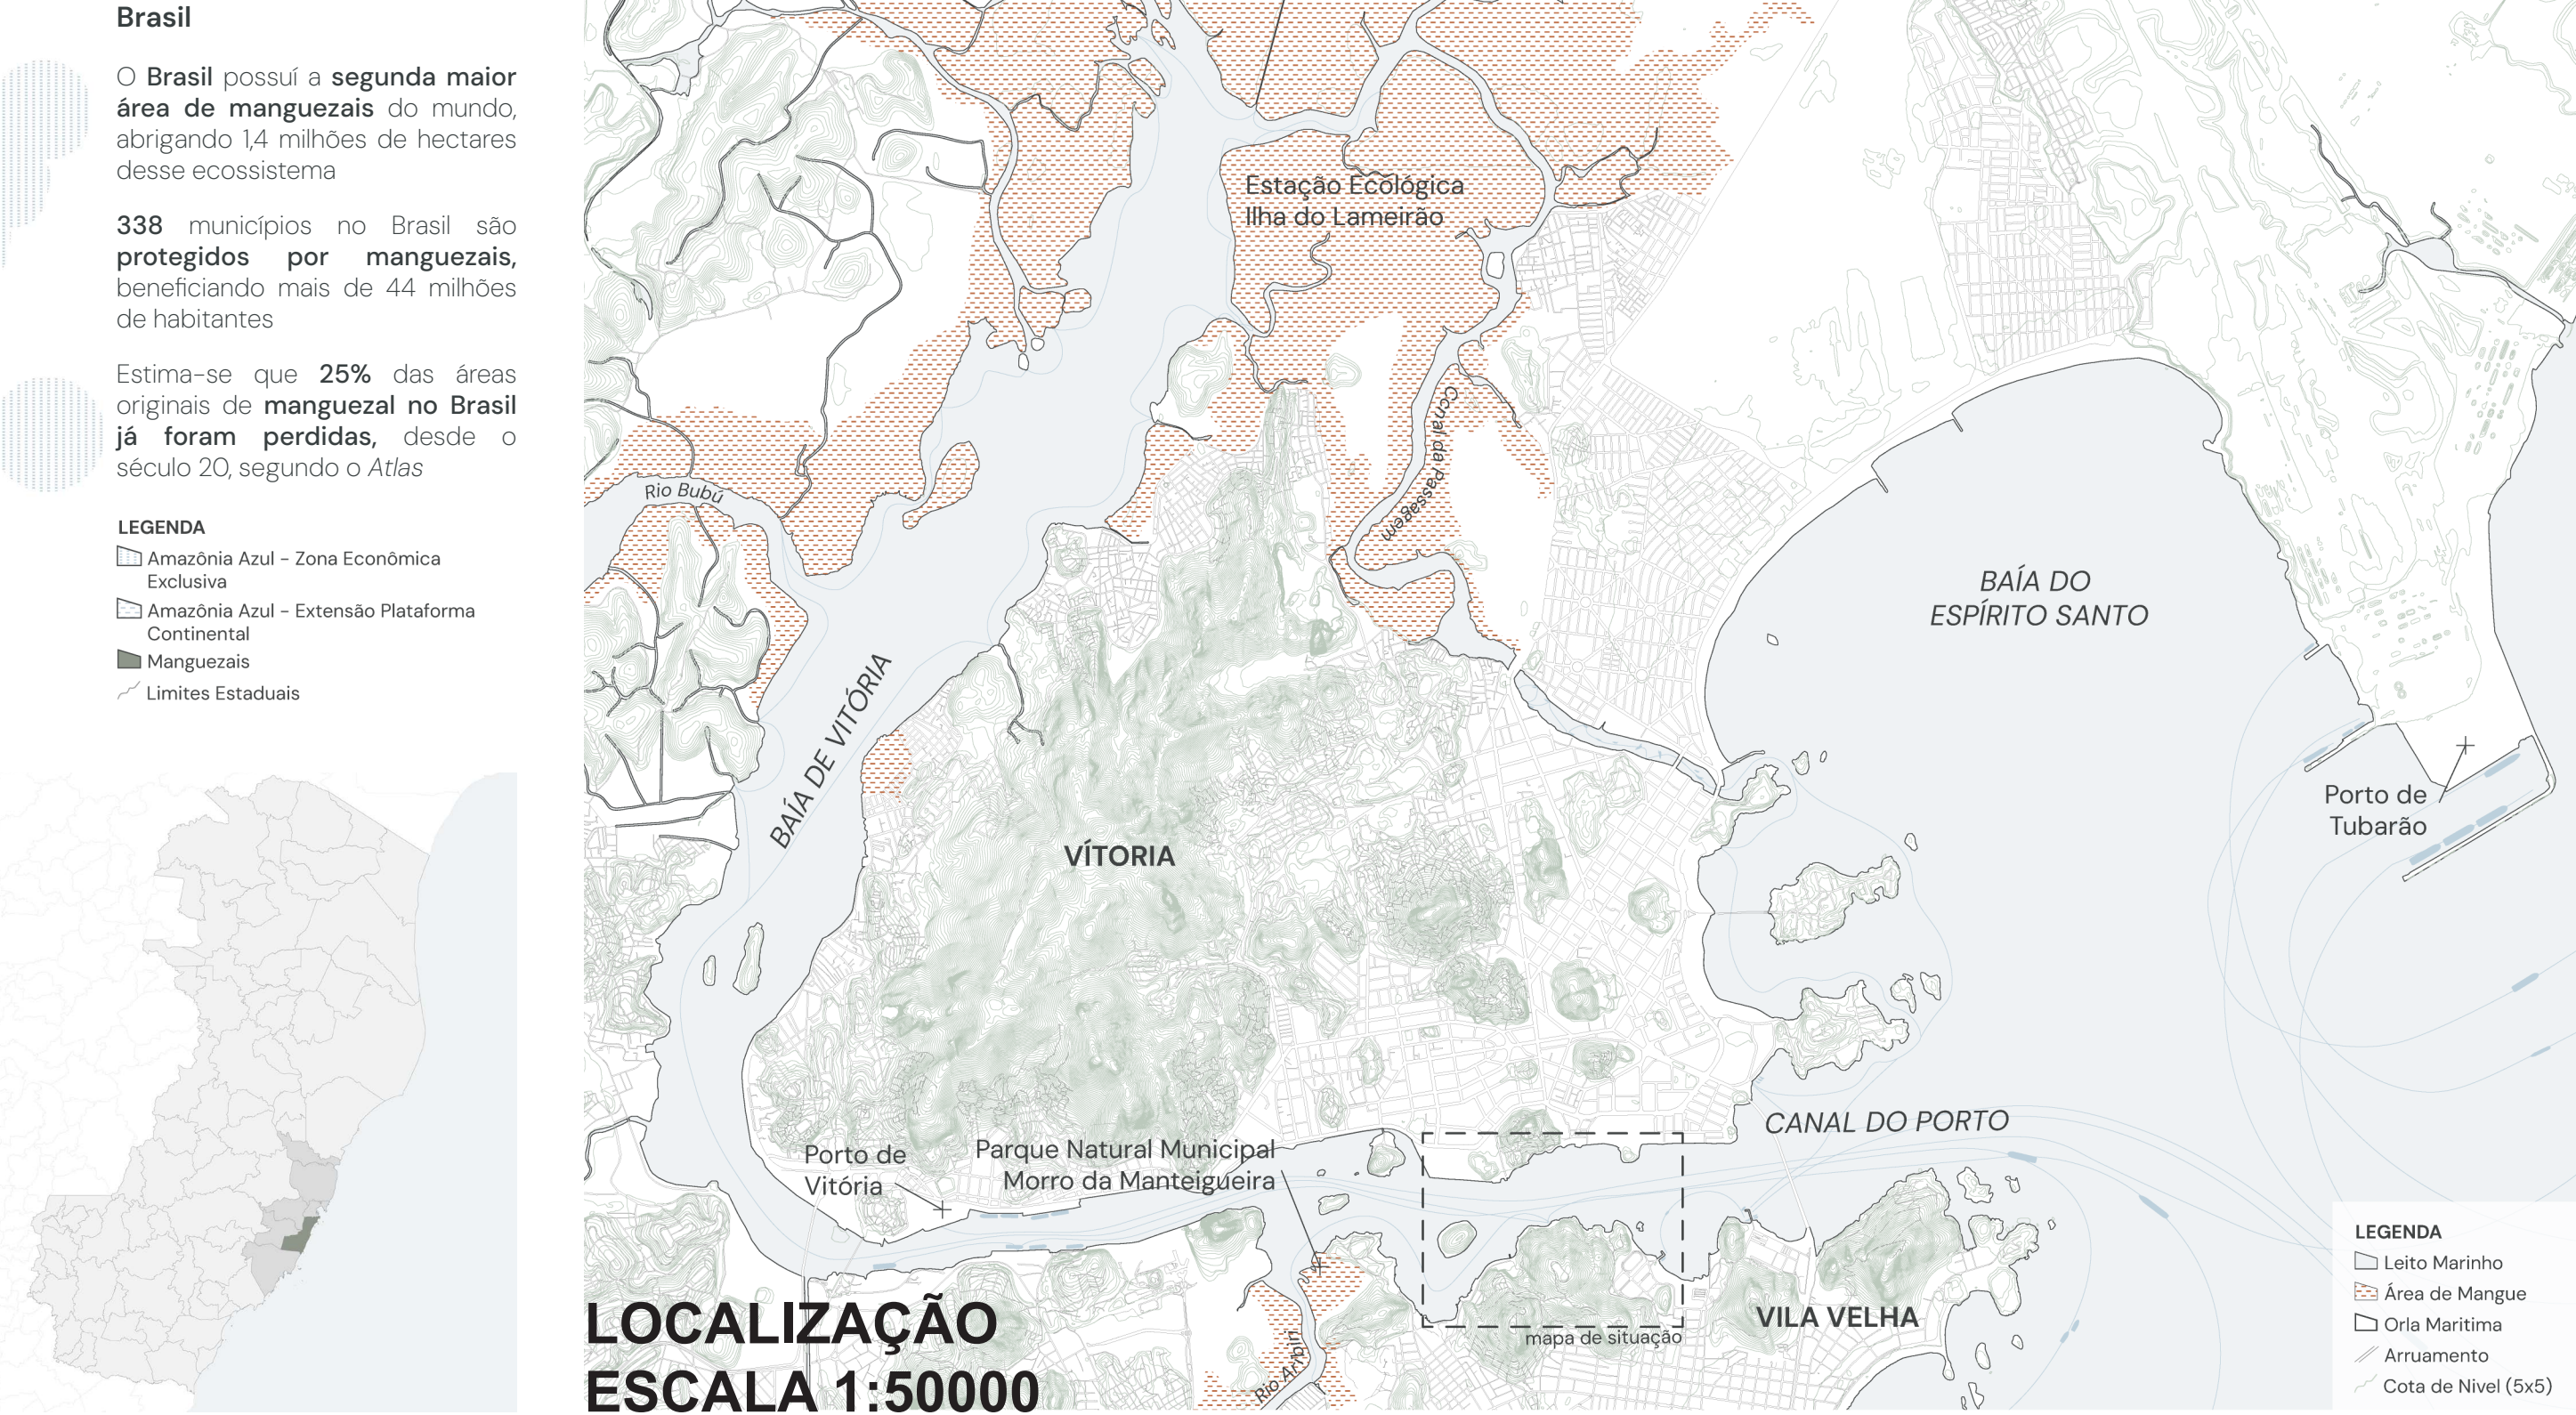 Brasil
O Brasil possuí a segunda maior
área de manguezais do mundo,
abrigando 1,4 milhões de hectares
desse ecossistema
338 municípios no Brasil são
protegidos por manguezais,
beneficiando mais de 44 milhões
de habitantes
Estima-se que 25% das áreas
originais de manguezal no Brasil
já foram perdidas, desde o
século 20, segundo o Atlas
LEGENDA
Amazônia Azul - Zona Econômica
Exclusiva
Amazônia Azul - Extensão Plataforma
Continental
Manguezais
Limites Estaduais
Estação Ecológica
Ilha do Lameirão
Canal da Passagem
Rio Bubú
BAÍA DE VITÓRIA
BAÍA DO
ESPÍRITO SANTO
Porto de
Tubarão
VÍTORIA
CANAL DO PORTO
Porto de
Vitória
Parque Natural Municipal
Morro da Manteigueira
VILA VELHA
mapa de situação
Rio Aribiri
LOCALIZAÇÃO
ESCALA 1:50000
LEGENDA
Leito Marinho
Área de Mangue
Orla Maritima
Arruamento
Cota de Nivel (5x5)